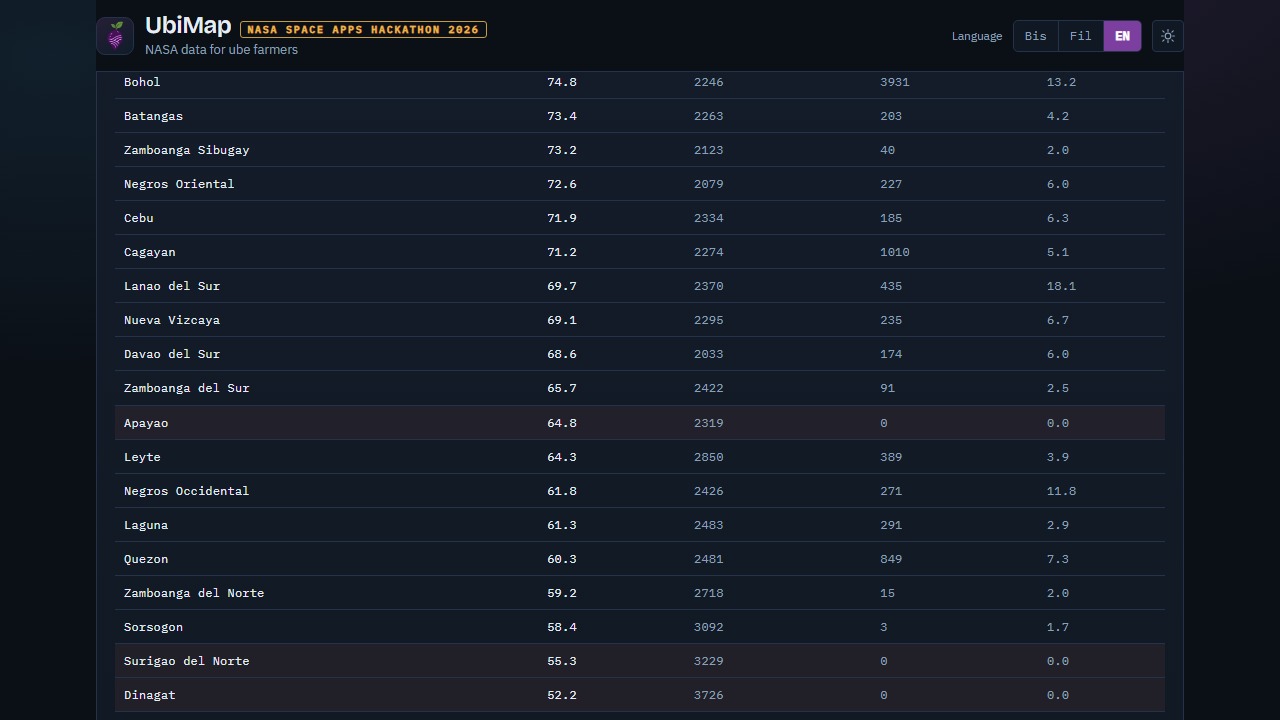 UbiMap NASA SPACE APPS HACKATHON 2026
NASA data for ube farmers
Language Bis Fil EN
Bohol 74.8 2246 3931 13.2
Batangas 73.4 2263 203 4.2
Zamboanga Sibugay 73.2 2123 40 2.0
Negros Oriental 72.6 2079 227 6.0
Cebu 71.9 2334 185 6.3
Cagayan 71.2 2274 1010 5.1
Lanao del Sur 69.7 2370 435 18.1
Nueva Vizcaya 69.1 2295 235 6.7
Davao del Sur 68.6 2033 174 6.0
Zamboanga del Sur 65.7 2422 91 2.5
Apayao 64.8 2319 0 0.0
Leyte 64.3 2850 389 3.9
Negros Occidental 61.8 2426 271 11.8
Laguna 61.3 2483 291 2.9
Quezon 60.3 2481 849 7.3
Zamboanga del Norte 59.2 2718 15 2.0
Sorsogon 58.4 3092 3 1.7
Surigao del Norte 55.3 3229 0 0.0
Dinagat 52.2 3726 0 0.0